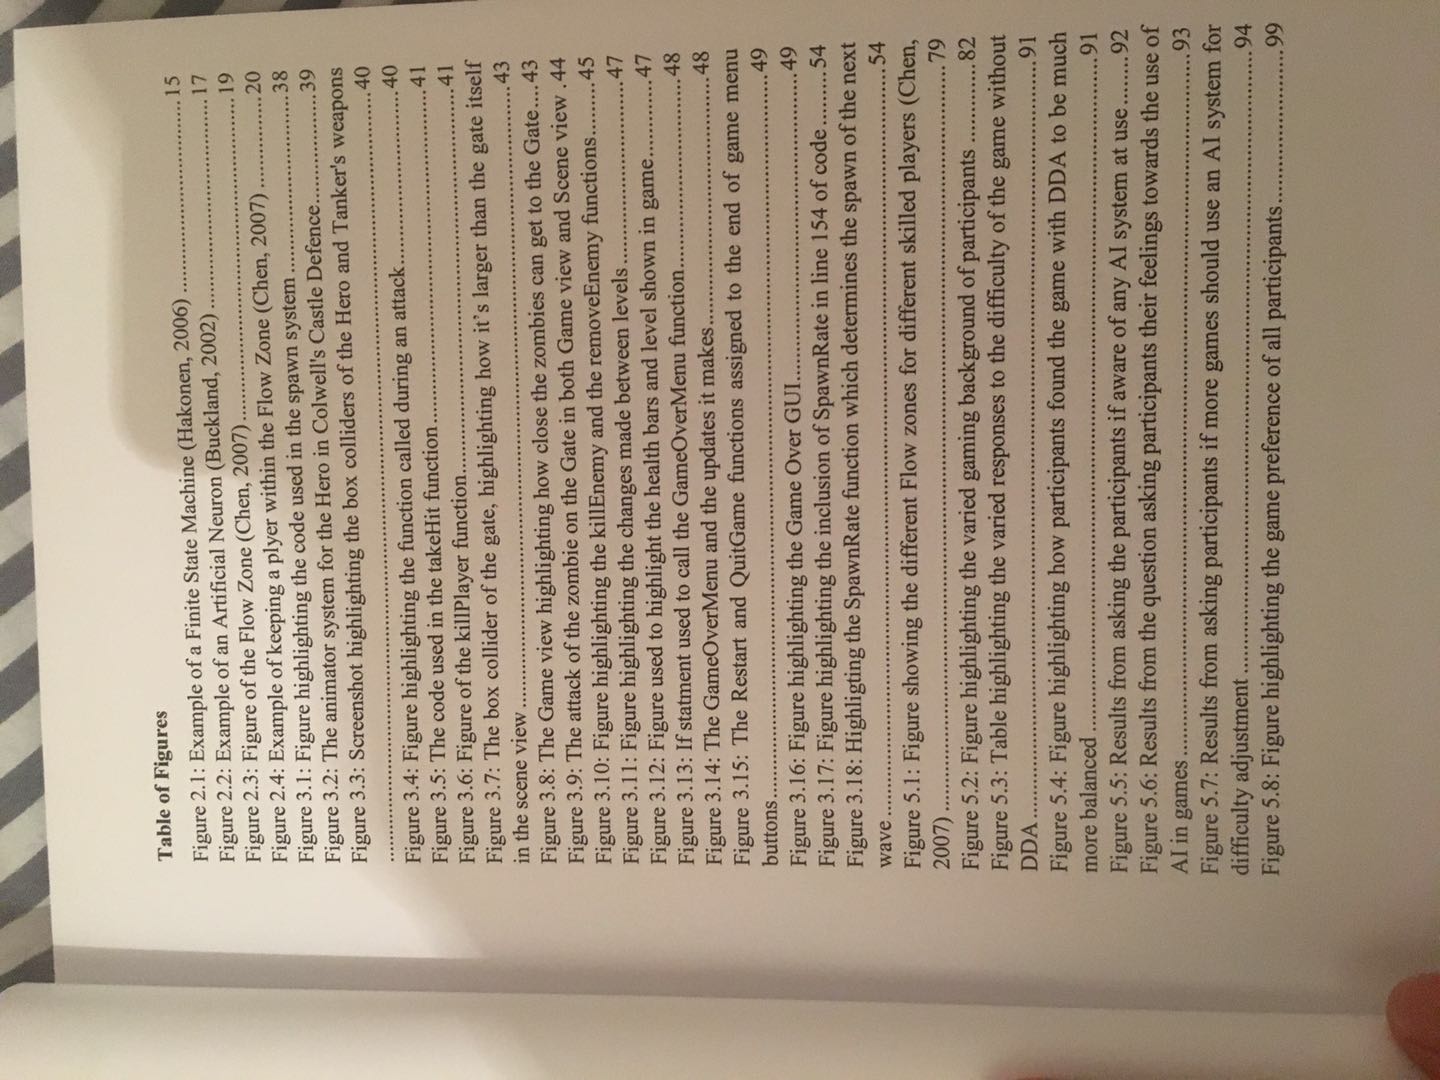 Table of Figures
Figure 2.1: Example of a Finite State Machine (Hakonen, 2006) ................................ 15
Figure 2.2: Example of an Artificial Neuron (Buckland, 2002) ................................... 17
Figure 2.3: Figure of the Flow Zone (Chen, 2007) ...................................................... 19
Figure 2.4: Example of keeping a plyer within the Flow Zone (Chen, 2007) ............... 20
Figure 3.1: Figure highlighting the code used in the spawn system .................................. 38
Figure 3.2: The animator system for the Hero in Colwell's Castle Defence................... 39
Figure 3.3: Screenshot highlighting the box colliders of the Hero and Tanker's weapons
.................................................................................................................................. 40
Figure 3.4: Figure highlighting the function called during an attack............................. 40
Figure 3.5: The code used in the takeHit function ........................................................ 41
Figure 3.6: Figure of the killPlayer function................................................................ 41
Figure 3.7: The box collider of the gate, highlighting how it’s larger than the gate itself
in the scene view ........................................................................................................ 43
Figure 3.8: The Game view highlighting how close the zombies can get to the Gate.... 43
Figure 3.9: The attack of the zombie on the Gate in both Game view and Scene view . 44
Figure 3.10: Figure highlighting the killEnemy and the removeEnemy functions......... 45
Figure 3.11: Figure highlighting the changes made between levels .............................. 47
Figure 3.12: Figure used to highlight the health bars and level shown in game............. 47
Figure 3.13: If statment used to call the GameOverMenu function............................... 48
Figure 3.14: The GameOverMenu and the updates it makes......................................... 48
Figure 3.15: The Restart and QuitGame functions assigned to the end of game menu
buttons........................................................................................................................ 49
Figure 3.16: Figure highlighting the Game Over GUI................................................... 49
Figure 3.17: Figure highlighting the inclusion of SpawnRate in line 154 of code ......... 54
Figure 3.18: Highligting the SpawnRate function which determines the spawn of the next
wave ........................................................................................................................... 54
Figure 5.1: Figure showing the different Flow zones for different skilled players (Chen,
2007) .......................................................................................................................... 79
Figure 5.2: Figure highlighting the varied gaming background of participants ............. 82
Figure 5.3: Table highlighting the varied responses to the difficulty of the game without
DDA ........................................................................................................................... 91
Figure 5.4: Figure highlighting how participants found the game with DDA to be much
more balanced ............................................................................................................ 91
Figure 5.5: Results from asking the participants if aware of any AI system at use ........ 92
Figure 5.6: Results from the question asking participants their feelings towards the use of
AI in games ................................................................................................................ 93
Figure 5.7: Results from asking participants if more games should use an AI system for
difficulty adjustment ................................................................................................... 94
Figure 5.8: Figure highlighting the game preference of all participants......................... 99